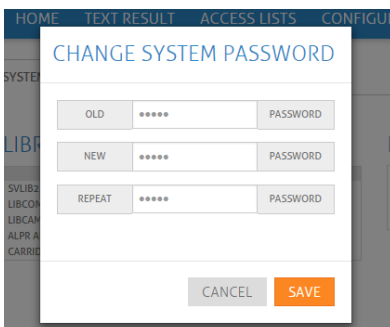 HOME TEXT RESULT ACCESS LISTS CONFIGU
CHANGE SYSTEM PASSWORD
SYSTEM
OLD ••••• PASSWORD
NEW ••••• PASSWORD
LIBR
REPEAT ••••• PASSWORD
SVLIB2
LIBCON
LIBCAM
ALPR A
CARRID
CANCEL SAVE